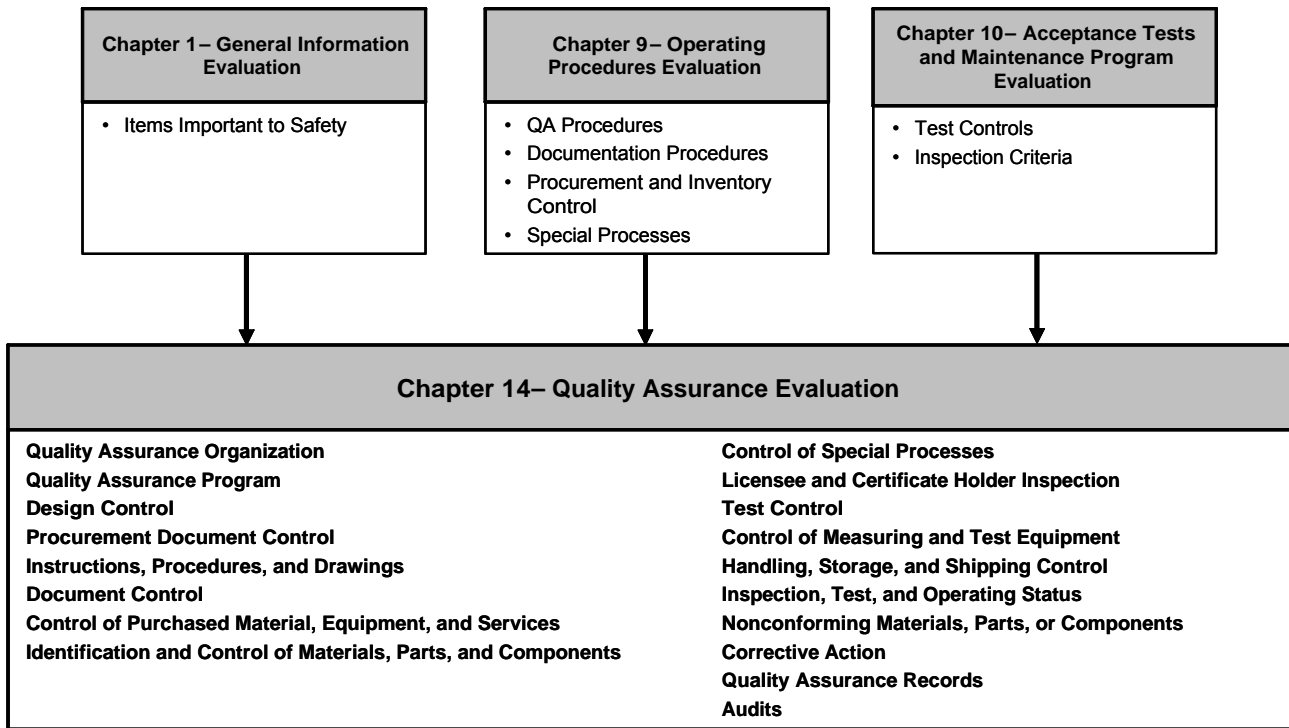 Chapter 1– General Information
Evaluation
• Items Important to Safety
Chapter 9– Operating
Procedures Evaluation
• QA Procedures
• Documentation Procedures
• Procurement and Inventory
Control
• Special Processes
Chapter 10– Acceptance Tests
and Maintenance Program
Evaluation
• Test Controls
• Inspection Criteria
Chapter 14– Quality Assurance Evaluation
Quality Assurance Organization
Quality Assurance Program
Design Control
Procurement Document Control
Instructions, Procedures, and Drawings
Document Control
Control of Purchased Material, Equipment, and Services
Identification and Control of Materials, Parts, and Components
Control of Special Processes
Licensee and Certificate Holder Inspection
Test Control
Control of Measuring and Test Equipment
Handling, Storage, and Shipping Control
Inspection, Test, and Operating Status
Nonconforming Materials, Parts, or Components
Corrective Action
Quality Assurance Records
Audits